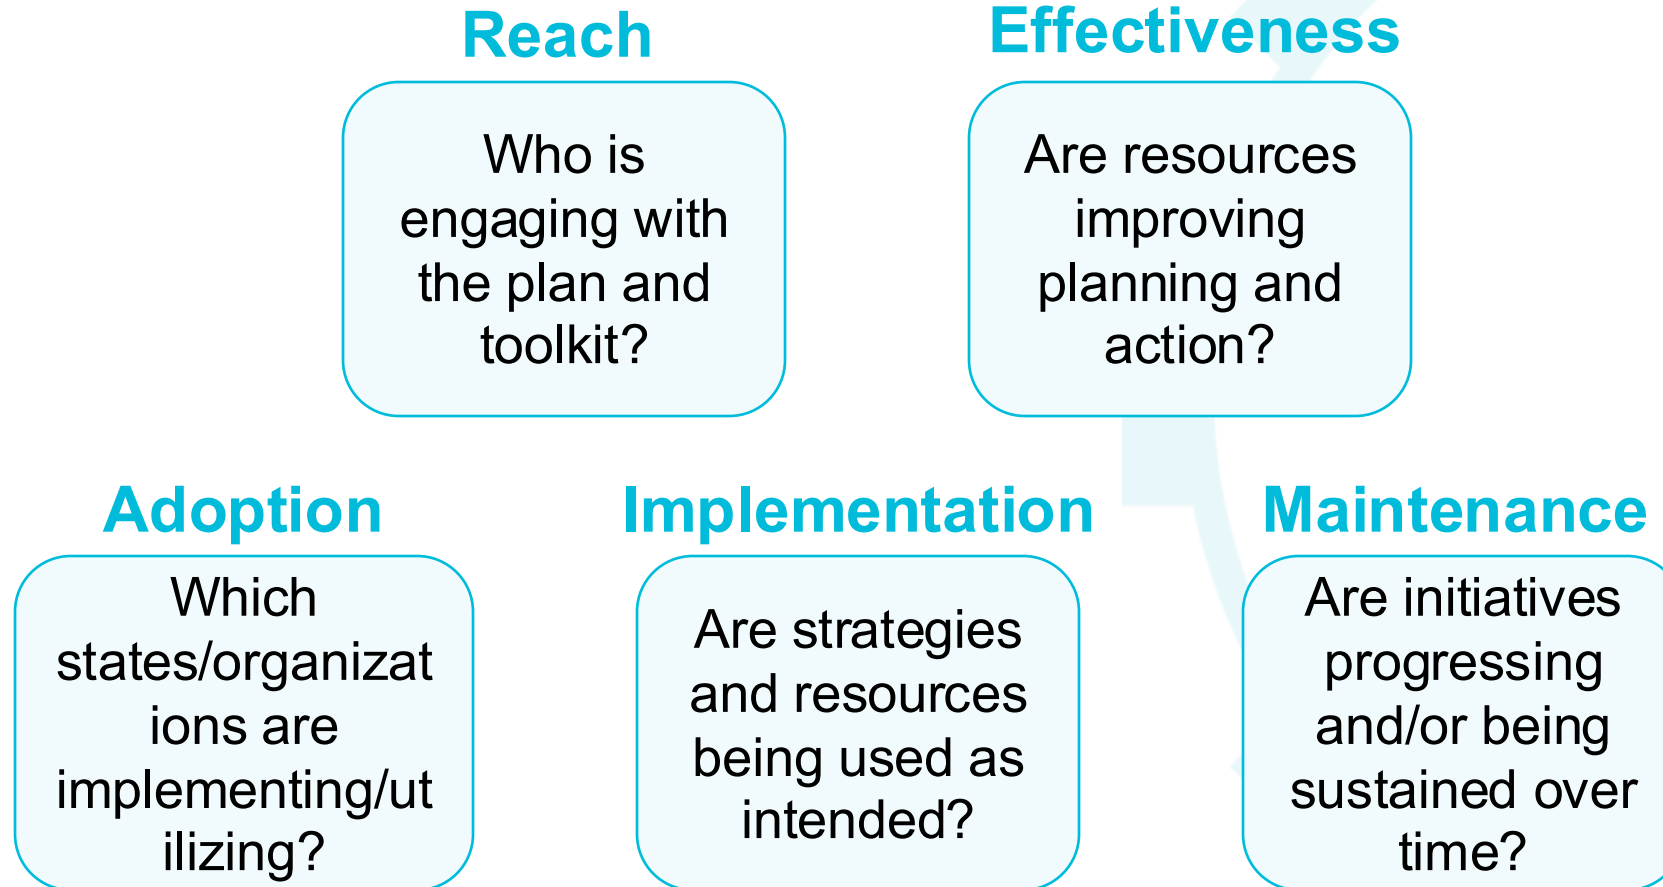 Reach
Who is
engaging with
the plan and
toolkit?
Effectiveness
Are resources
improving
planning and
action?
Adoption
Which
states/organizat
ions are
implementing/ut
ilizing?
Implementation
Are strategies
and resources
being used as
intended?
Maintenance
Are initiatives
progressing
and/or being
sustained over
time?